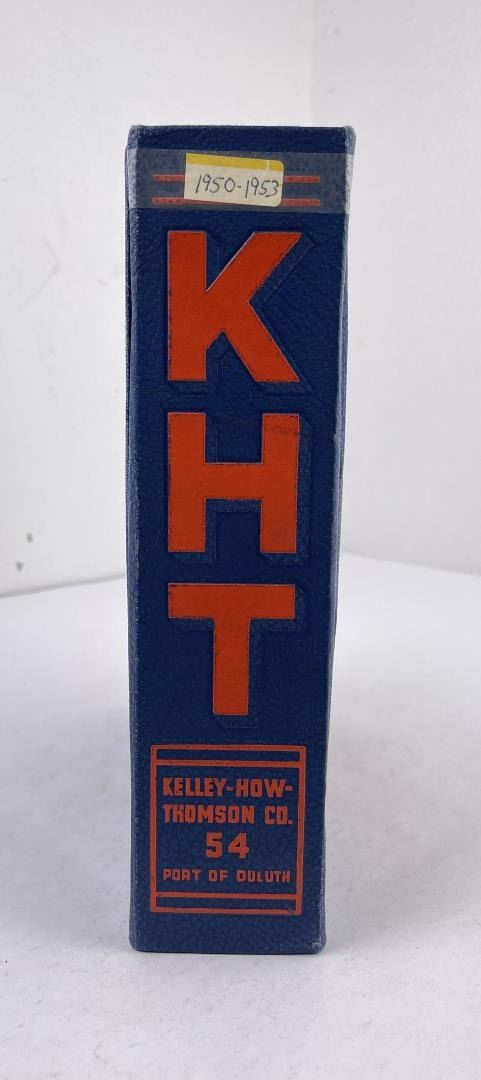 1950-1953
K
H
T
KELLEY-HOW-
THOMSON CO.
54
PORT OF DULUTH